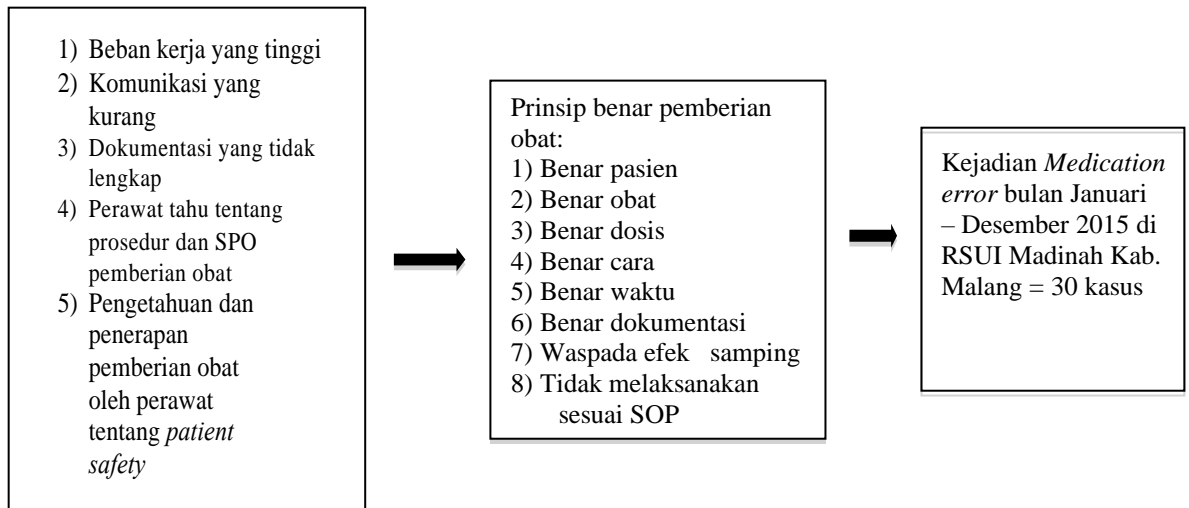 1) Beban kerja yang tinggi
2) Komunikasi yang
kurang
3) Dokumentasi yang tidak
lengkap
4) Perawat tahu tentang
prosedur dan SPO
pemberian obat
5) Pengetahuan dan
penerapan
pemberian obat
oleh perawat
tentang patient
safety
Prinsip benar pemberian
obat:
1) Benar pasien
2) Benar obat
3) Benar dosis
4) Benar cara
5) Benar waktu
6) Benar dokumentasi
7) Waspada efek samping
8) Tidak melaksanakan
sesuai SOP
Kejadian Medication
error bulan Januari
– Desember 2015 di
RSUI Madinah Kab.
Malang = 30 kasus